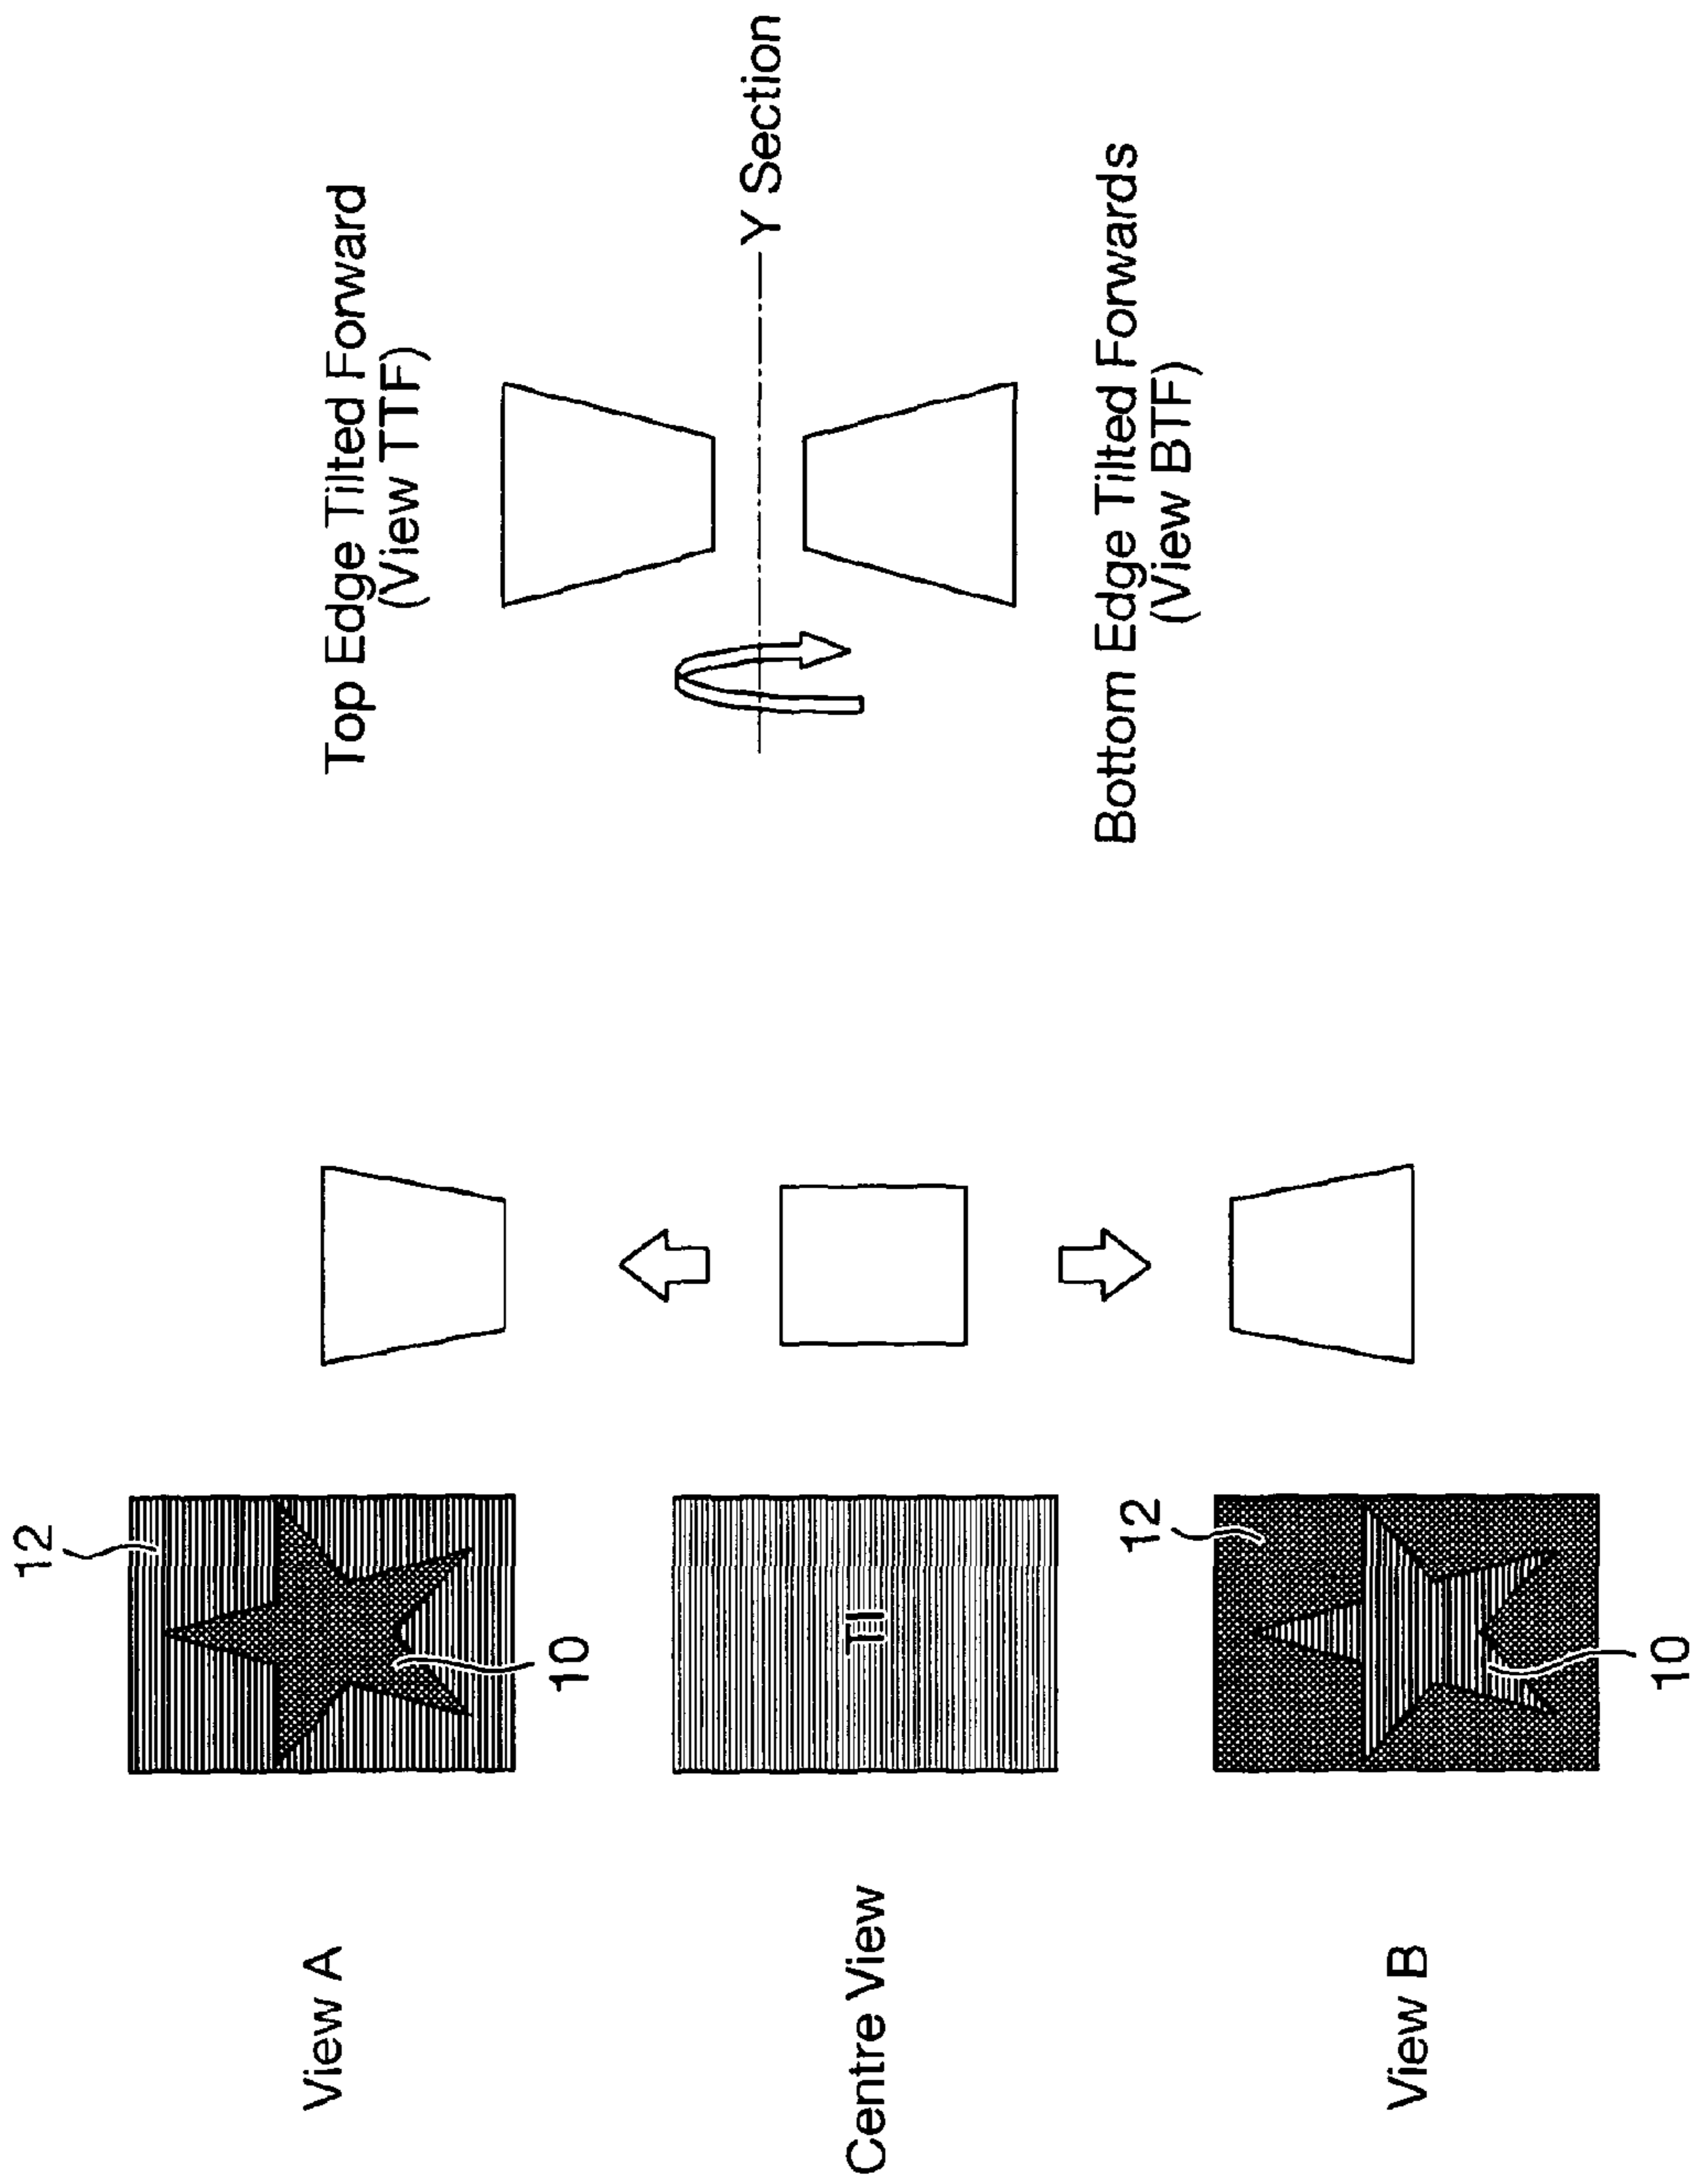 12
View A
10
Centre View
TI
12
View B
10
Top Edge Tilted Forward
(View TTF)
Y Section
Bottom Edge Tilted Forwards
(View BTF)